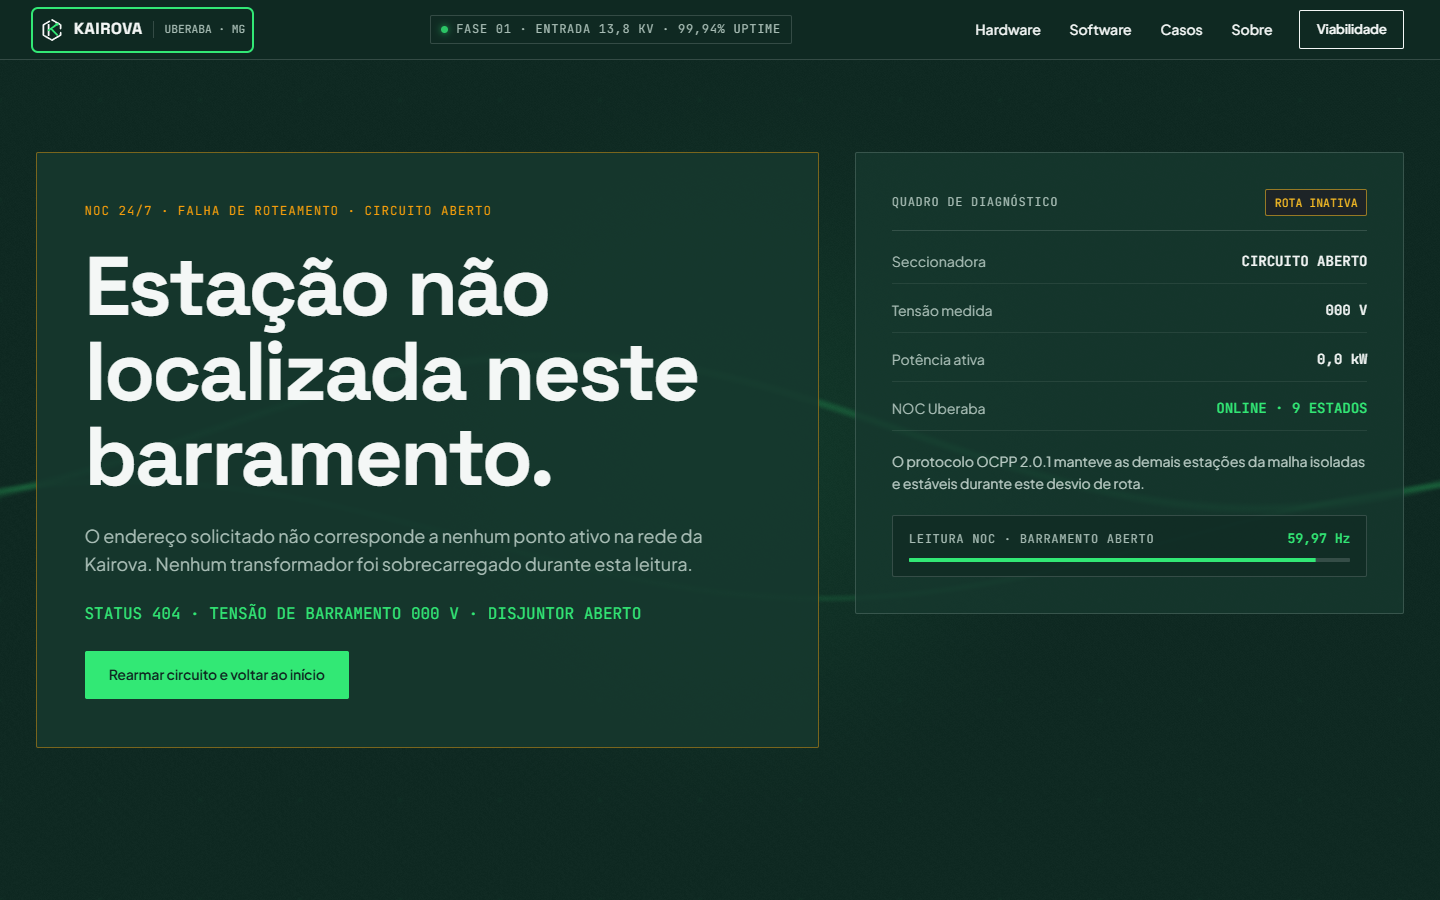 KAIROVA UBERABA · MG
FASE 01 · ENTRADA 13,8 KV · 99,94% UPTIME
Hardware Software Casos Sobre Viabilidade
NOC 24/7 · FALHA DE ROTEAMENTO · CIRCUITO ABERTO
Estação não
localizada neste
barramento.
O endereço solicitado não corresponde a nenhum ponto ativo na rede da
Kairova. Nenhum transformador foi sobrecarregado durante esta leitura.
STATUS 404 · TENSÃO DE BARRAMENTO 000 V · DISJUNTOR ABERTO
Rearmar circuito e voltar ao início
QUADRO DE DIAGNÓSTICO ROTA INATIVA
Seccionadora CIRCUITO ABERTO
Tensão medida 000 V
Potência ativa 0,0 kW
NOC Uberaba ONLINE · 9 ESTADOS
O protocolo OCPP 2.0.1 manteve as demais estações da malha isoladas
e estáveis durante este desvio de rota.
LEITURA NOC · BARRAMENTO ABERTO 59,97 Hz